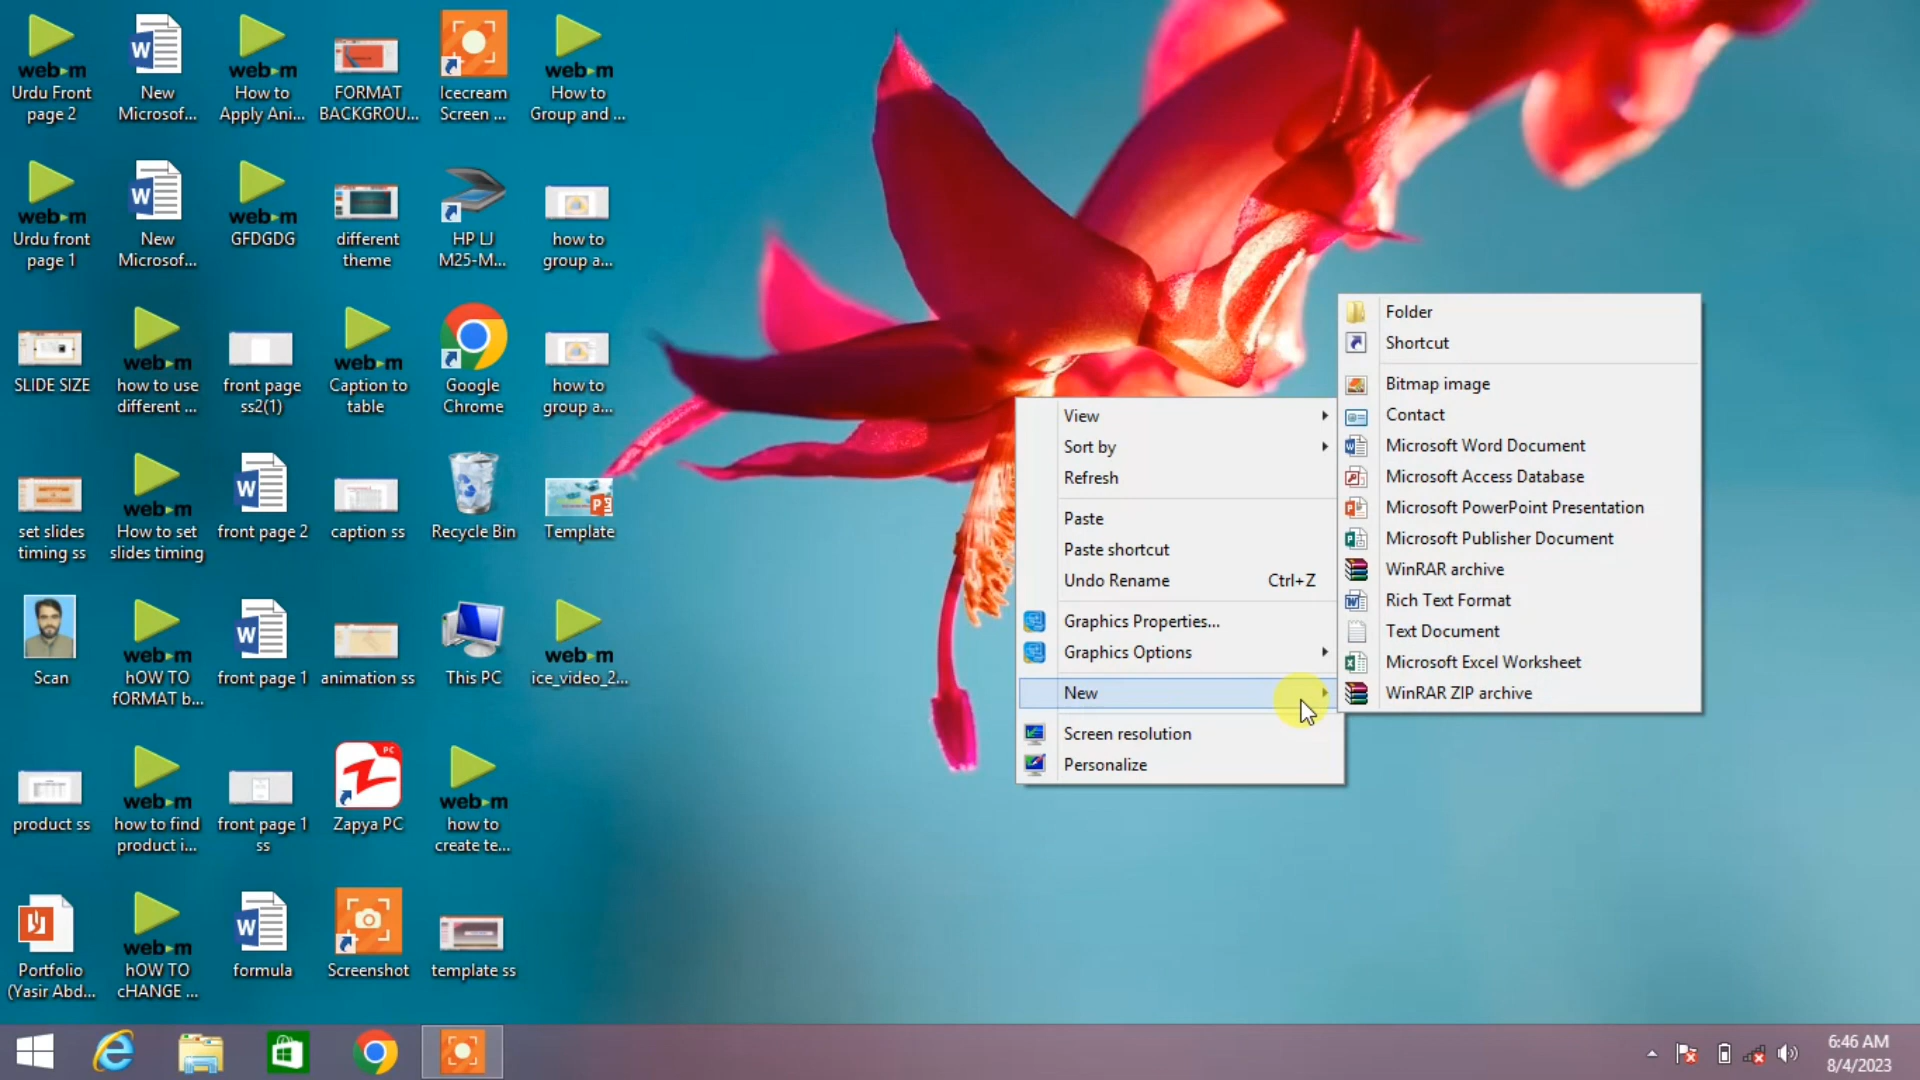 web-m
Urdu Front
page 2
New
Microsof...
web-m
How to
Apply Ani...
FORMAT
BACKGROU...
Icecream
Screen ...
web-m
How to
Group and ...
web-m
Urdu front
page 1
New
Microsof...
web-m
GFDGDG
different
theme
HP LJ
M25-M...
how to
group a...
SLIDE SIZE
web-m
how to use
different ...
front page
ss2(1)
web-m
Caption to
table
Google
Chrome
how to
group a...
set slides
timing ss
web-m
How to set
slides timing
front page 2
caption ss
Recycle Bin
Template
Scan
web-m
hOW TO
fORMAT b...
front page 1
animation ss
This PC
web-m
ice_video_2...
product ss
web-m
how to find
product i...
front page 1
ss
PC
Zapya PC
web-m
how to
create te...
Portfolio
(Yasir Abd...
web-m
hOW TO
cHANGE ...
formula
Screenshot
template ss
View
Sort by
Refresh
Paste
Paste shortcut
Undo Rename Ctrl+Z
Graphics Properties...
Graphics Options
New
Screen resolution
Personalize
Folder
Shortcut
Bitmap image
Contact
Microsoft Word Document
Microsoft Access Database
Microsoft PowerPoint Presentation
Microsoft Publisher Document
WinRAR archive
Rich Text Format
Text Document
Microsoft Excel Worksheet
WinRAR ZIP archive
6:46 AM
8/4/2023